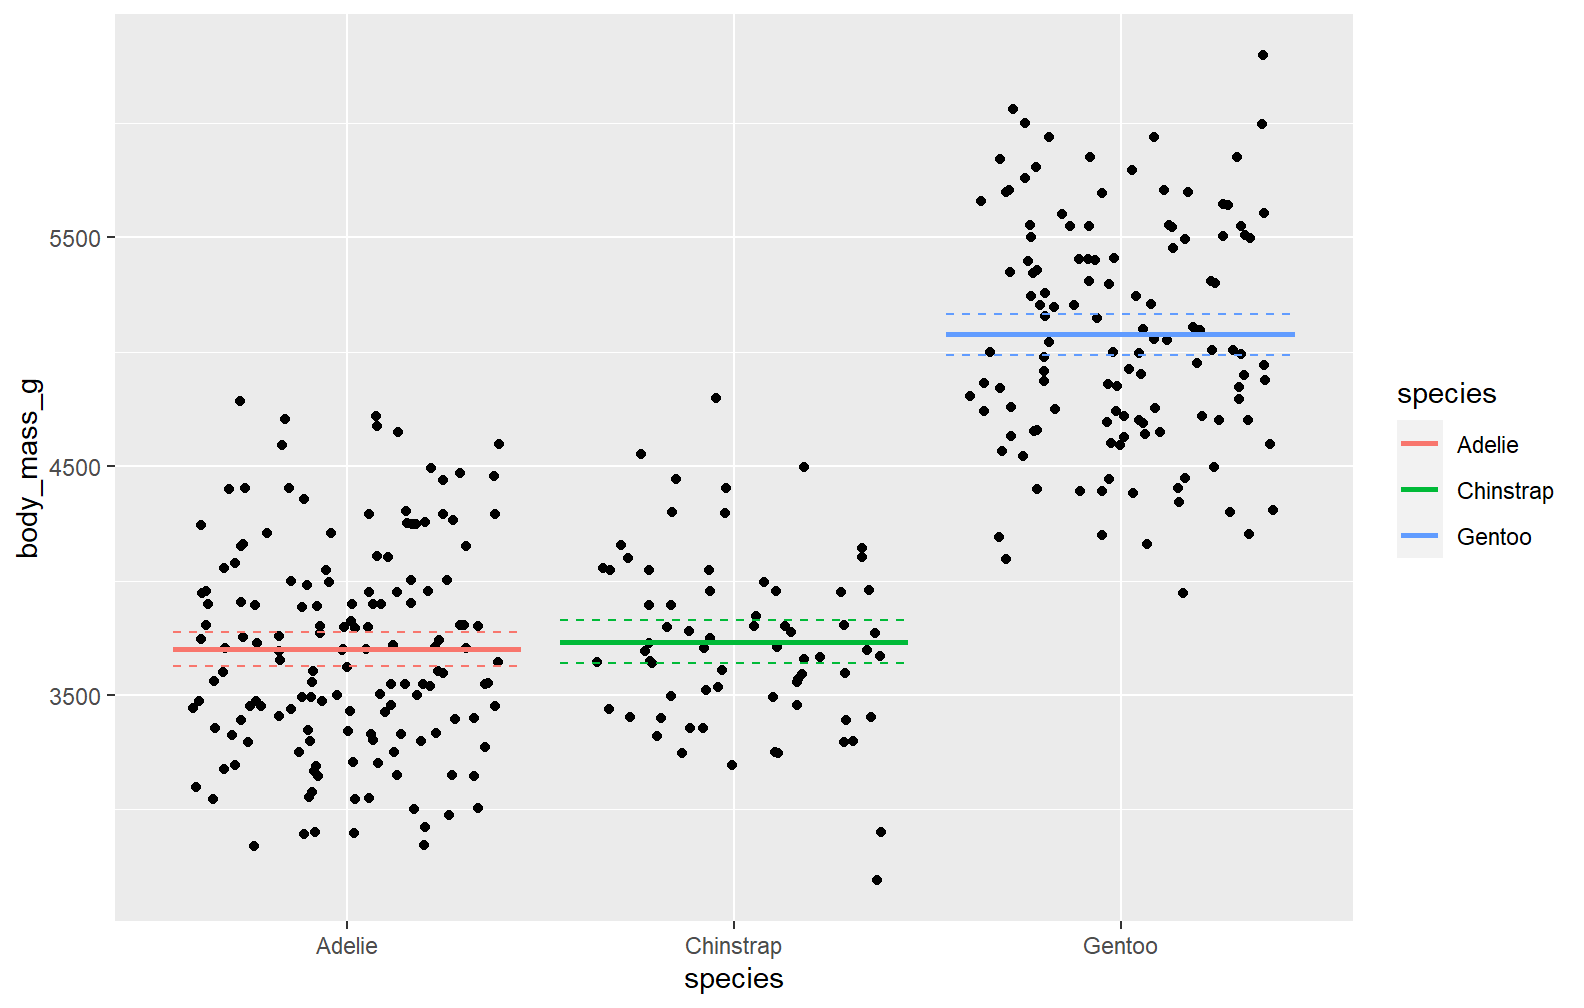 body_mass_g
5500
4500
3500
Adelie
Chinstrap
Gentoo
species
species
Adelie
Chinstrap
Gentoo